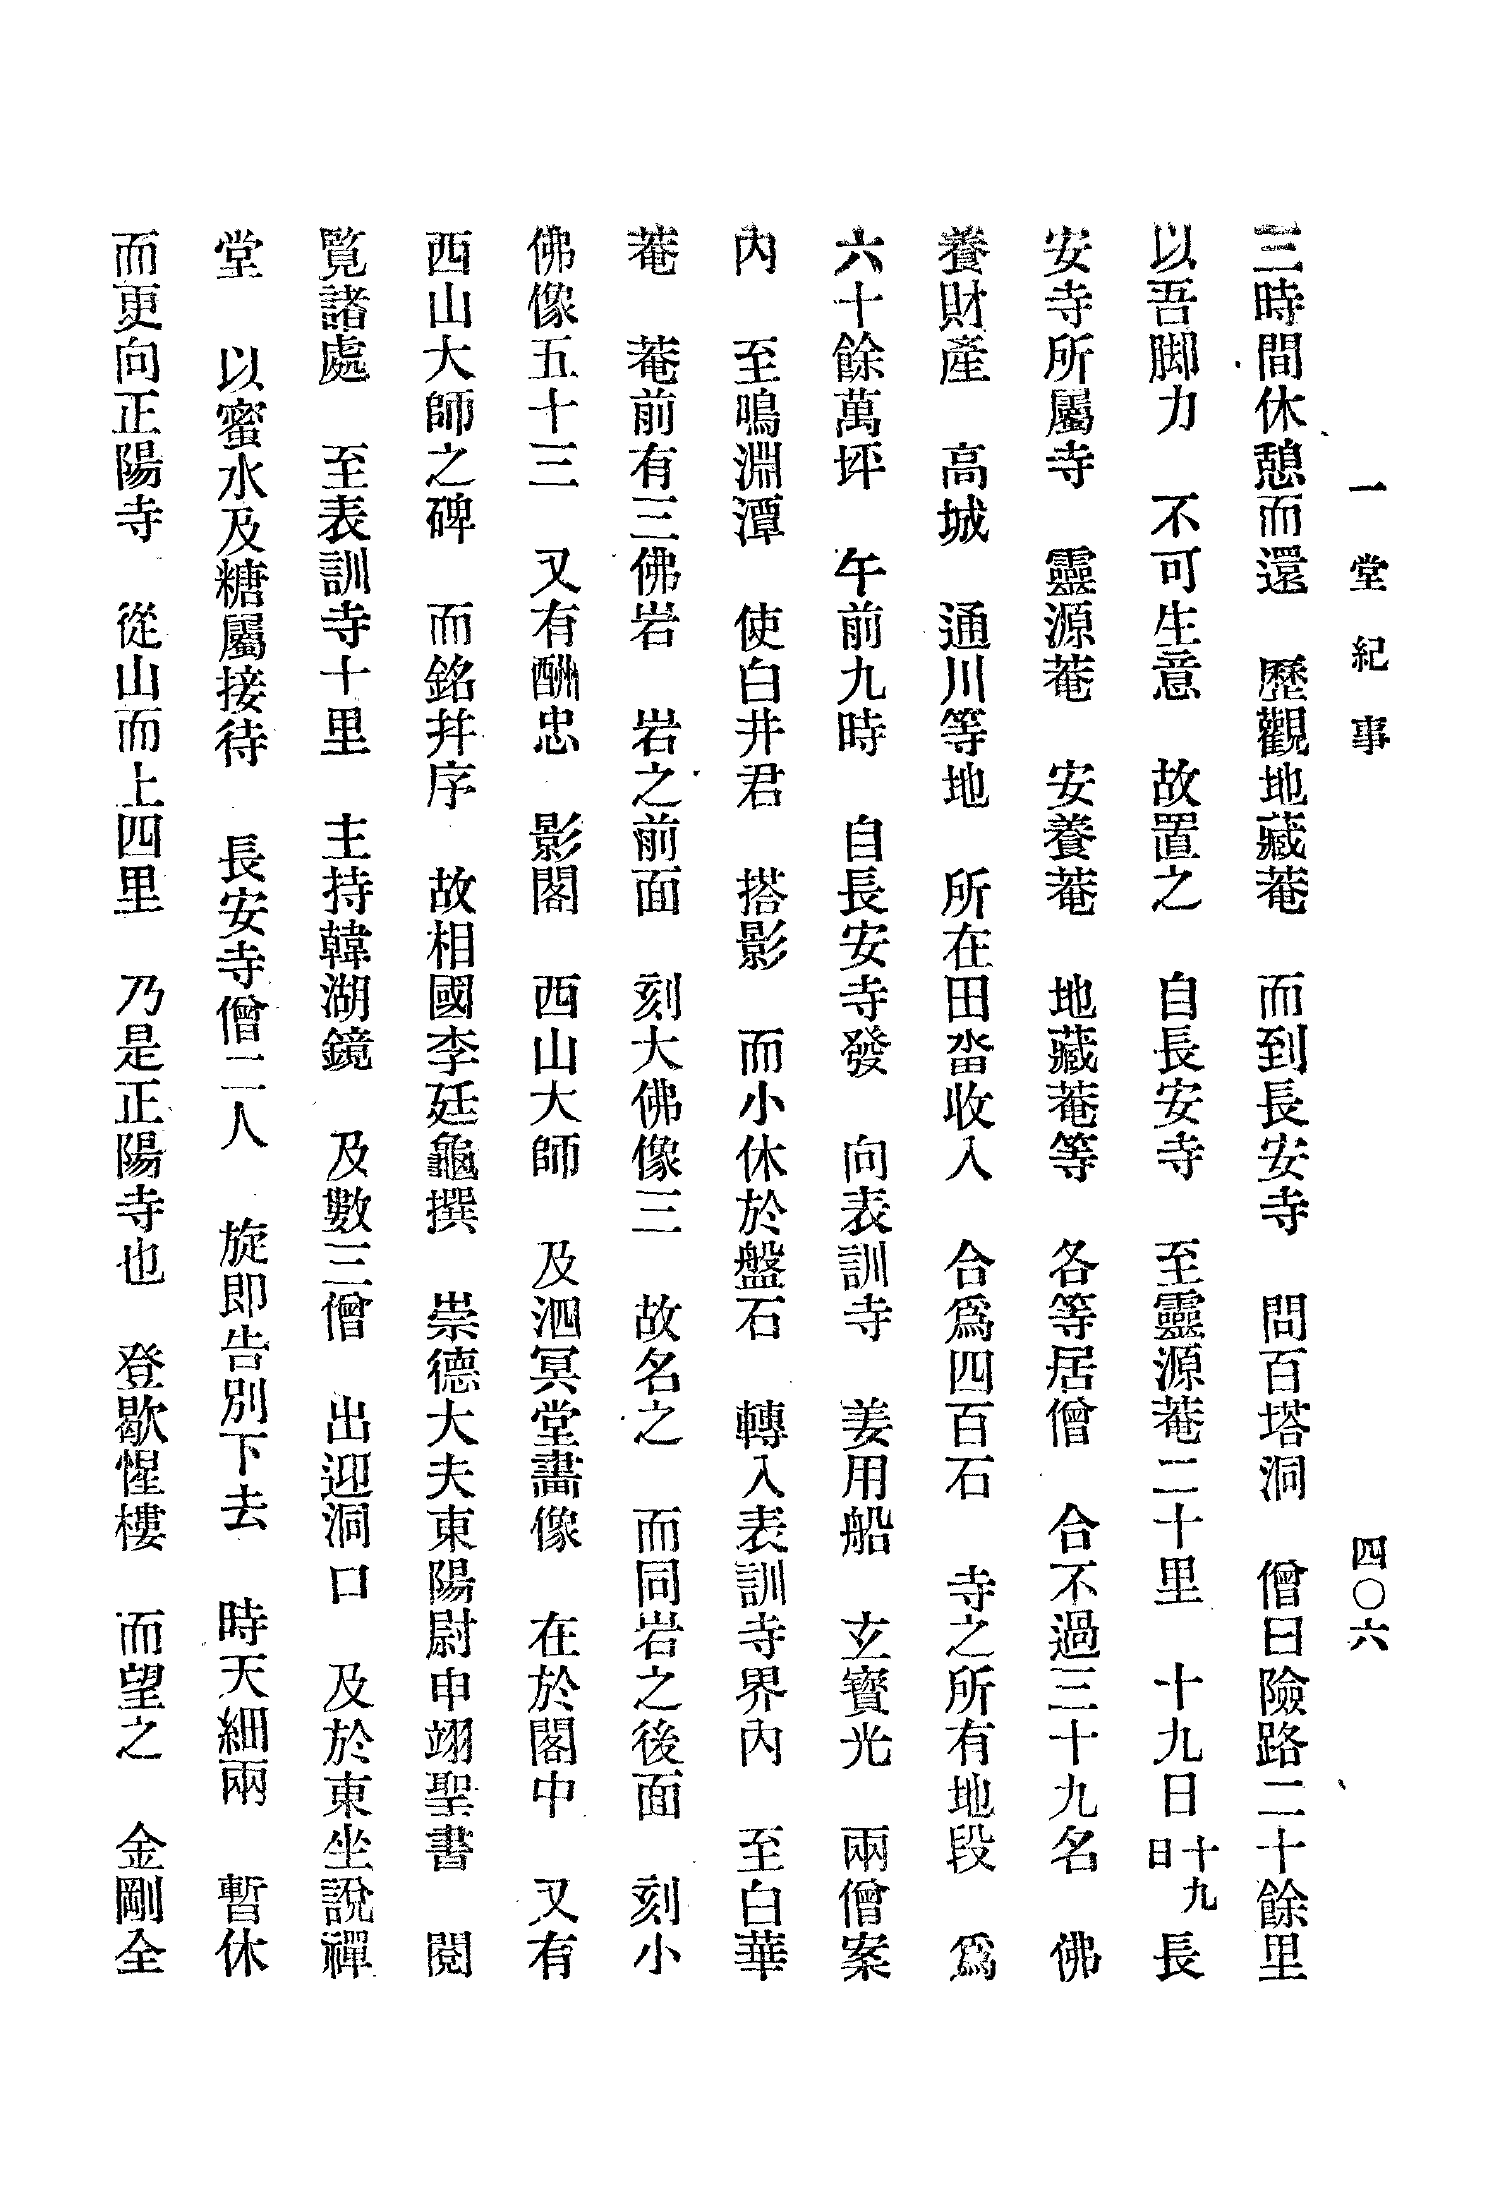 一堂紀事 四〇六
三時間休憩而還 歷觀地藏菴 而到長安寺 問百塔洞 僧曰險路二十餘里
以吾脚力 不可生意 故置之 自長安寺 至靈源菴二十里 十九日十九日 長
安寺所屬寺 靈源菴 安養菴 地藏菴等 各等居僧 合不過三十九名 佛
養財產 高城 通川等地 所在田畓收入 合爲四百石 寺之所有地段 爲
六十餘萬坪 午前九時 自長安寺發 向表訓寺 姜用船 玄寶光 兩僧案
內 至鳴淵潭 使白井君 搭影 而小休於盤石 轉入表訓寺界內 至白華
菴 菴前有三佛岩 岩之前面 刻大佛像三 故名之 而同岩之後面 刻小
佛像五十三 又有酬忠影閣 西山大師 及泗冥堂畵像 在於閣中 又有
西山大師之碑 而銘幷序 故相國李廷龜撰 崇德大夫東陽尉申翊聖書 閱
覧諸處 至表訓寺十里 主持韓湖鏡 及數三僧 出迎洞口 及於東坐說禪
堂 以蜜水及糖屬接待 長安寺僧二人 旋即告別下去 時天細雨 暫休
而更向正陽寺 從山而上四里 乃是正陽寺也 登歇惺樓 而望之 金剛全